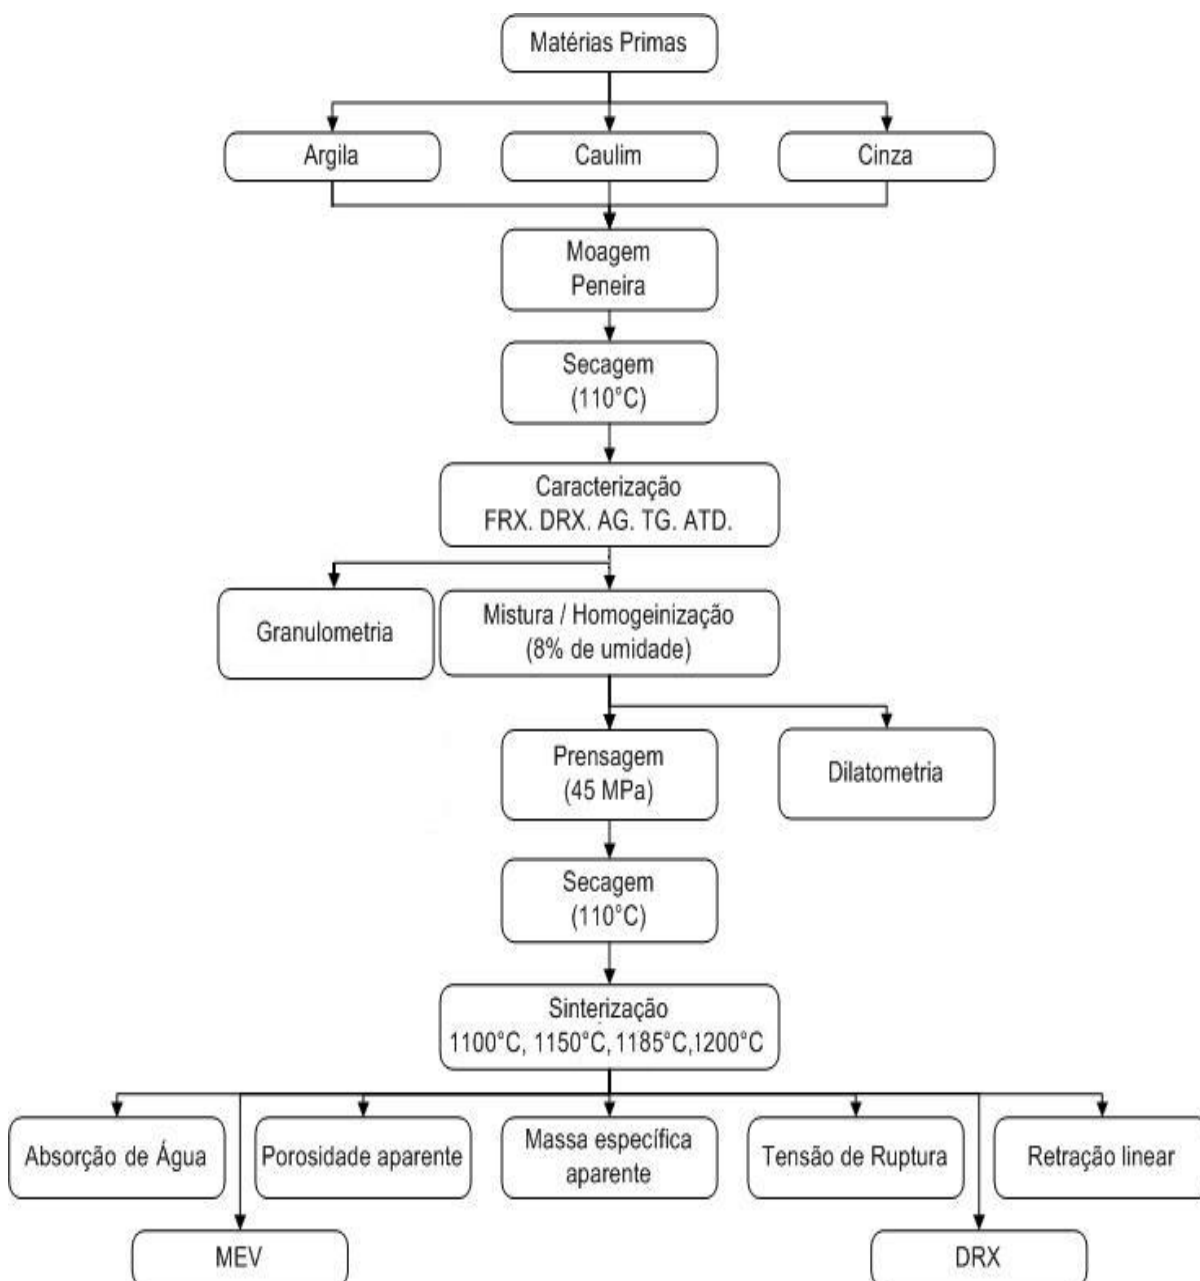 Matérias Primas
Argila
Caulim
Cinza
Moagem
Peneira
Secagem
(110°C)
Caracterização
FRX. DRX. AG. TG. ATD.
Granulometria
Mistura / Homogeinização
(8% de umidade)
Prensagem
(45 MPa)
Dilatometria
Secagem
(110°C)
Sinterização
1100°C, 1150°C, 1185°C,1200°C
Absorção de Água
Porosidade aparente
Massa específica
aparente
Tensão de Ruptura
Retração linear
MEV
DRX